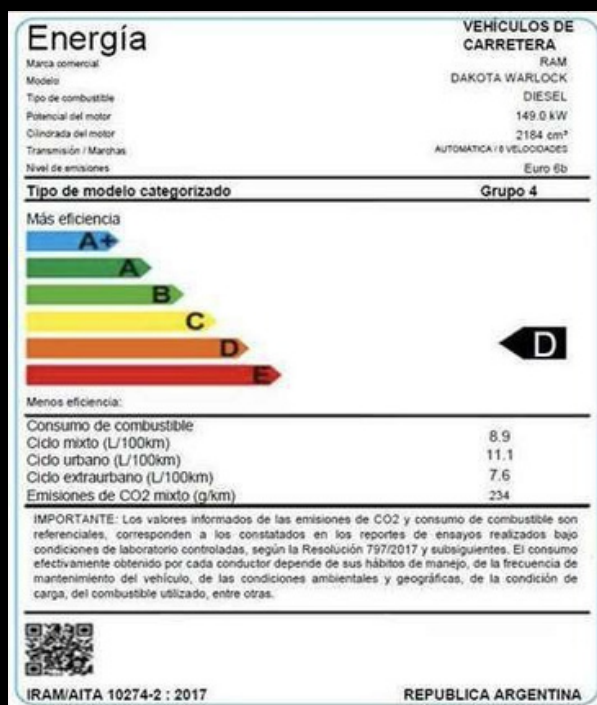 Energía VEHÍCULOS DE CARRETERA
Marca comercial RAM
Modelo DAKOTA WARLOCK
Tipo de combustible DIESEL
Potencial del motor 149.0 kW
Cilindrada del motor 2184 cm³
Transmisión / Marchas AUTOMATICA / 8 VELOCIDADES
Nivel de emisiones Euro 6b
Tipo de modelo categorizado Grupo 4
Más eficiencia
A+
A
B
C
D D
E
Menos eficiencia:
Consumo de combustible
Ciclo mixto (L/100km) 8.9
Ciclo urbano (L/100km) 11.1
Ciclo extraurbano (L/100km) 7.6
Emisiones de CO2 mixto (g/km) 234
IMPORTANTE: Los valores informados de las emisiones de CO2 y consumo de combustible son
referenciales, corresponden a los constatados en los reportes de ensayos realizados bajo
condiciones de laboratorio controladas, según la Resolución 797/2017 y subsiguientes. El consumo
efectivamente obtenido por cada conductor depende de sus hábitos de manejo, de la frecuencia de
mantenimiento del vehículo, de las condiciones ambientales y geográficas, de la condición de
carga, del combustible utilizado, entre otras.
IRAM/AITA 10274-2 : 2017 REPUBLICA ARGENTINA